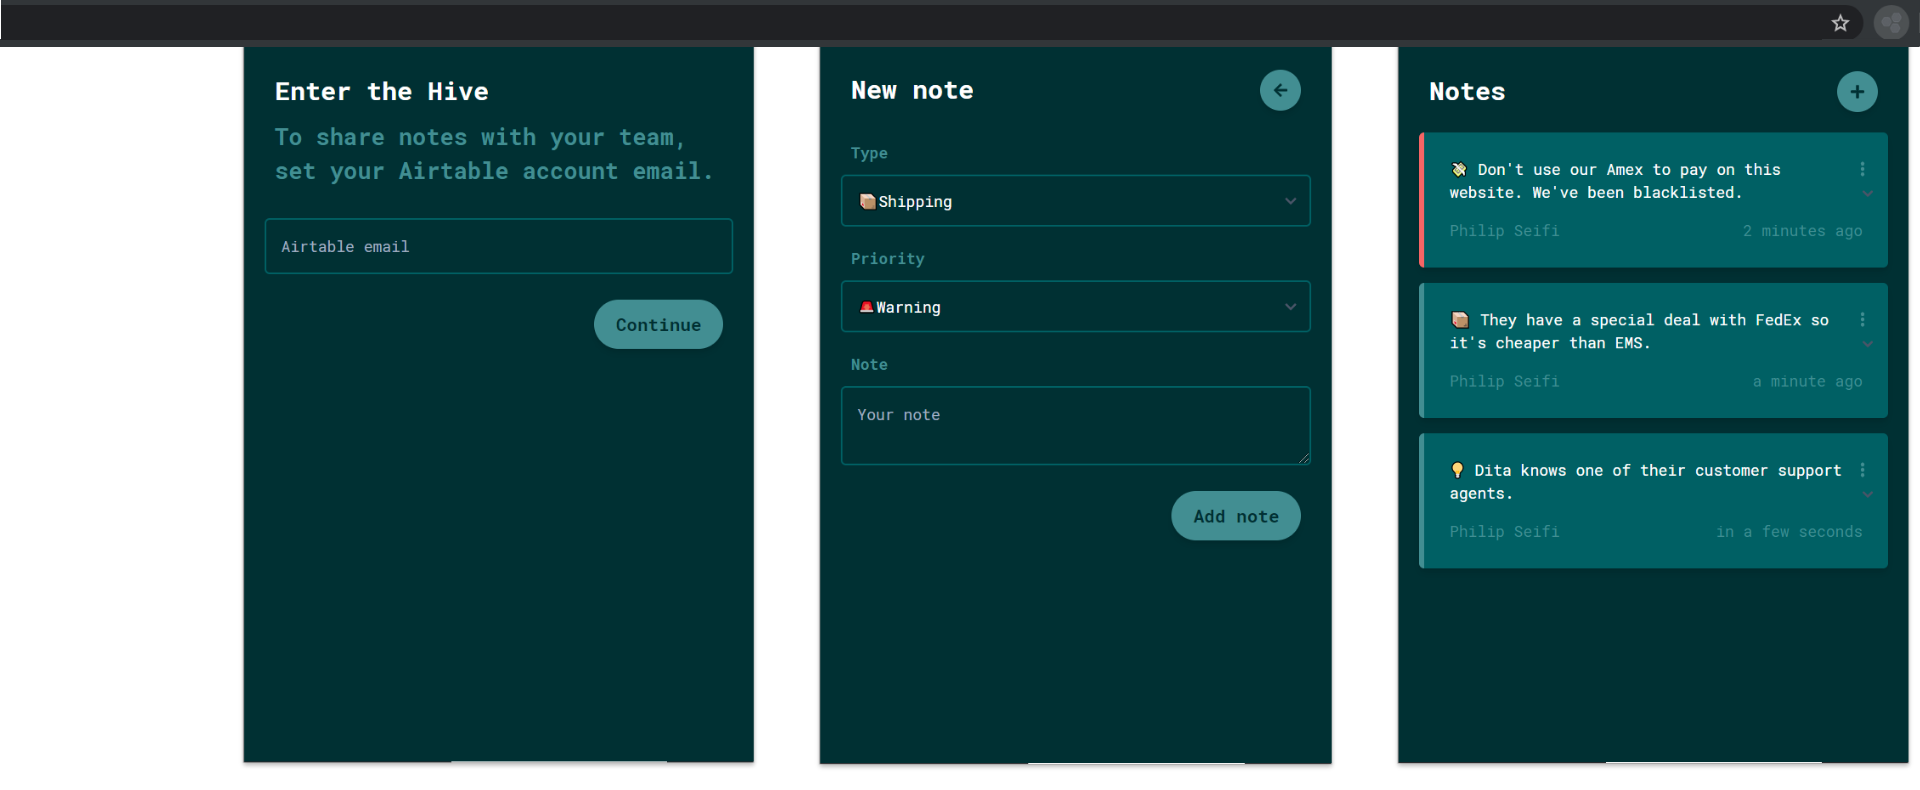 Enter the Hive
To share notes with your team,
set your Airtable account email.
Airtable email
Continue
New note
Type
📦Shipping
Priority
🚨Warning
Note
Your note
Add note
Notes
💸 Don't use our Amex to pay on this
website. We've been blacklisted.
Philip Seifi 2 minutes ago
📦 They have a special deal with FedEx so
it's cheaper than EMS.
Philip Seifi a minute ago
💡 Dita knows one of their customer support
agents.
Philip Seifi in a few seconds